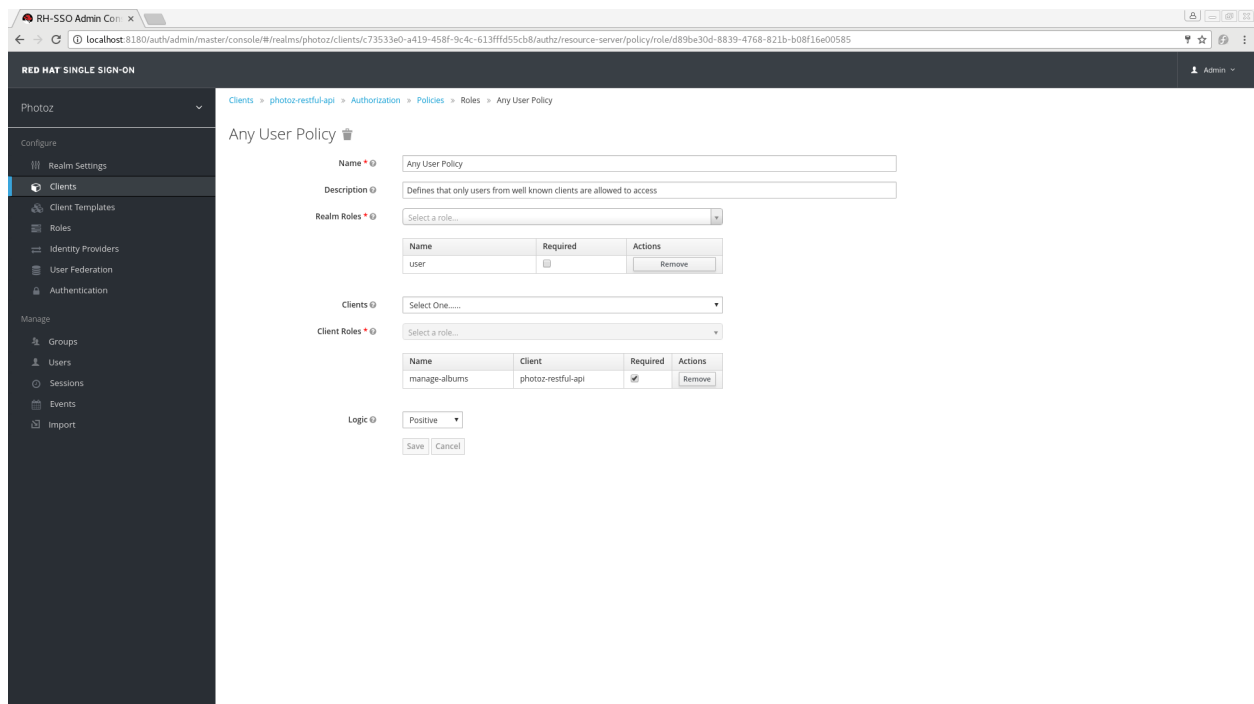 RH-SSO Admin Con
localhost:8180/auth/admin/master/console/#/realms/photoz/clients/c73533e0-a419-458f-9c4c-613fffd55cb8/authz/resource-server/policy/role/d89be30d-8839-4768-821b-b08f16e00585
RED HAT SINGLE SIGN-ON
Admin
Photoz
Configure
Realm Settings
Clients
Client Templates
Roles
Identity Providers
User Federation
Authentication
Manage
Groups
Users
Sessions
Events
Import
Clients » photoz-restful-api » Authorization » Policies » Roles » Any User Policy
Any User Policy
Name * Any User Policy
Description Defines that only users from well known clients are allowed to access
Realm Roles * Select a role...
Name Required Actions
user Remove
Clients Select One......
Client Roles * Select a role...
Name Client Required Actions
manage-albums photoz-restful-api Remove
Logic Positive
Save Cancel